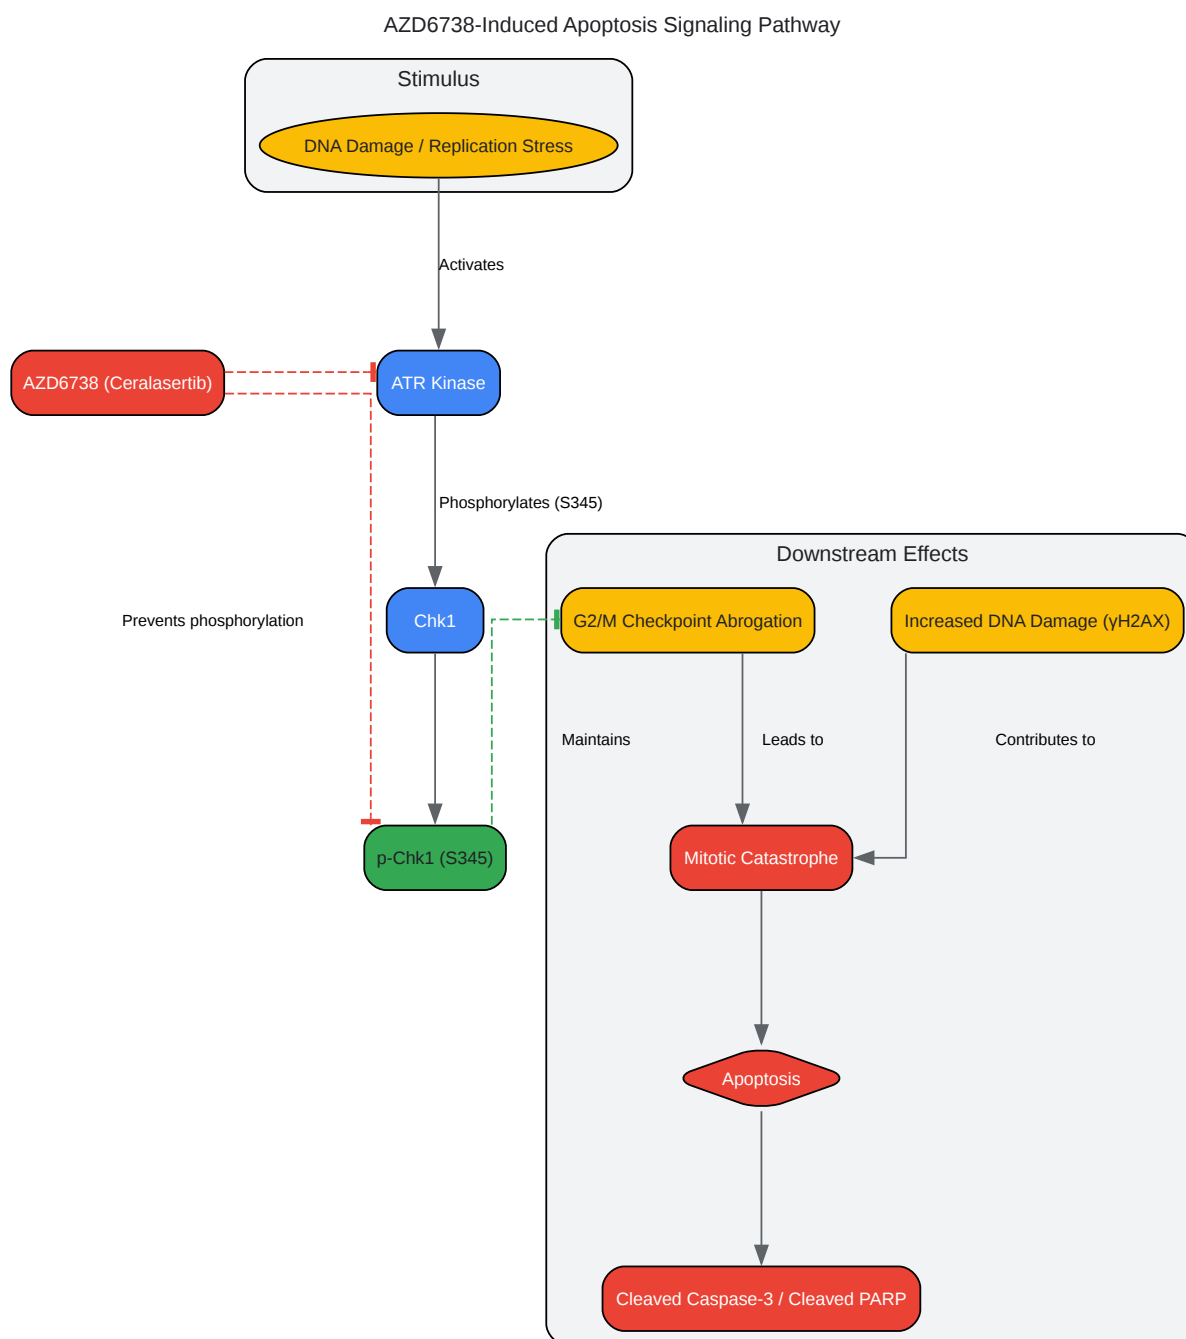 AZD6738-Induced Apoptosis Signaling Pathway
Stimulus
DNA Damage / Replication Stress
Activates
AZD6738 (Ceralasertib)
ATR Kinase
Phosphorylates (S345)
Downstream Effects
Prevents phosphorylation
Chk1
G2/M Checkpoint Abrogation
Increased DNA Damage (γH2AX)
Maintains
Leads to
Contributes to
p-Chk1 (S345)
Mitotic Catastrophe
Apoptosis
Cleaved Caspase-3 / Cleaved PARP